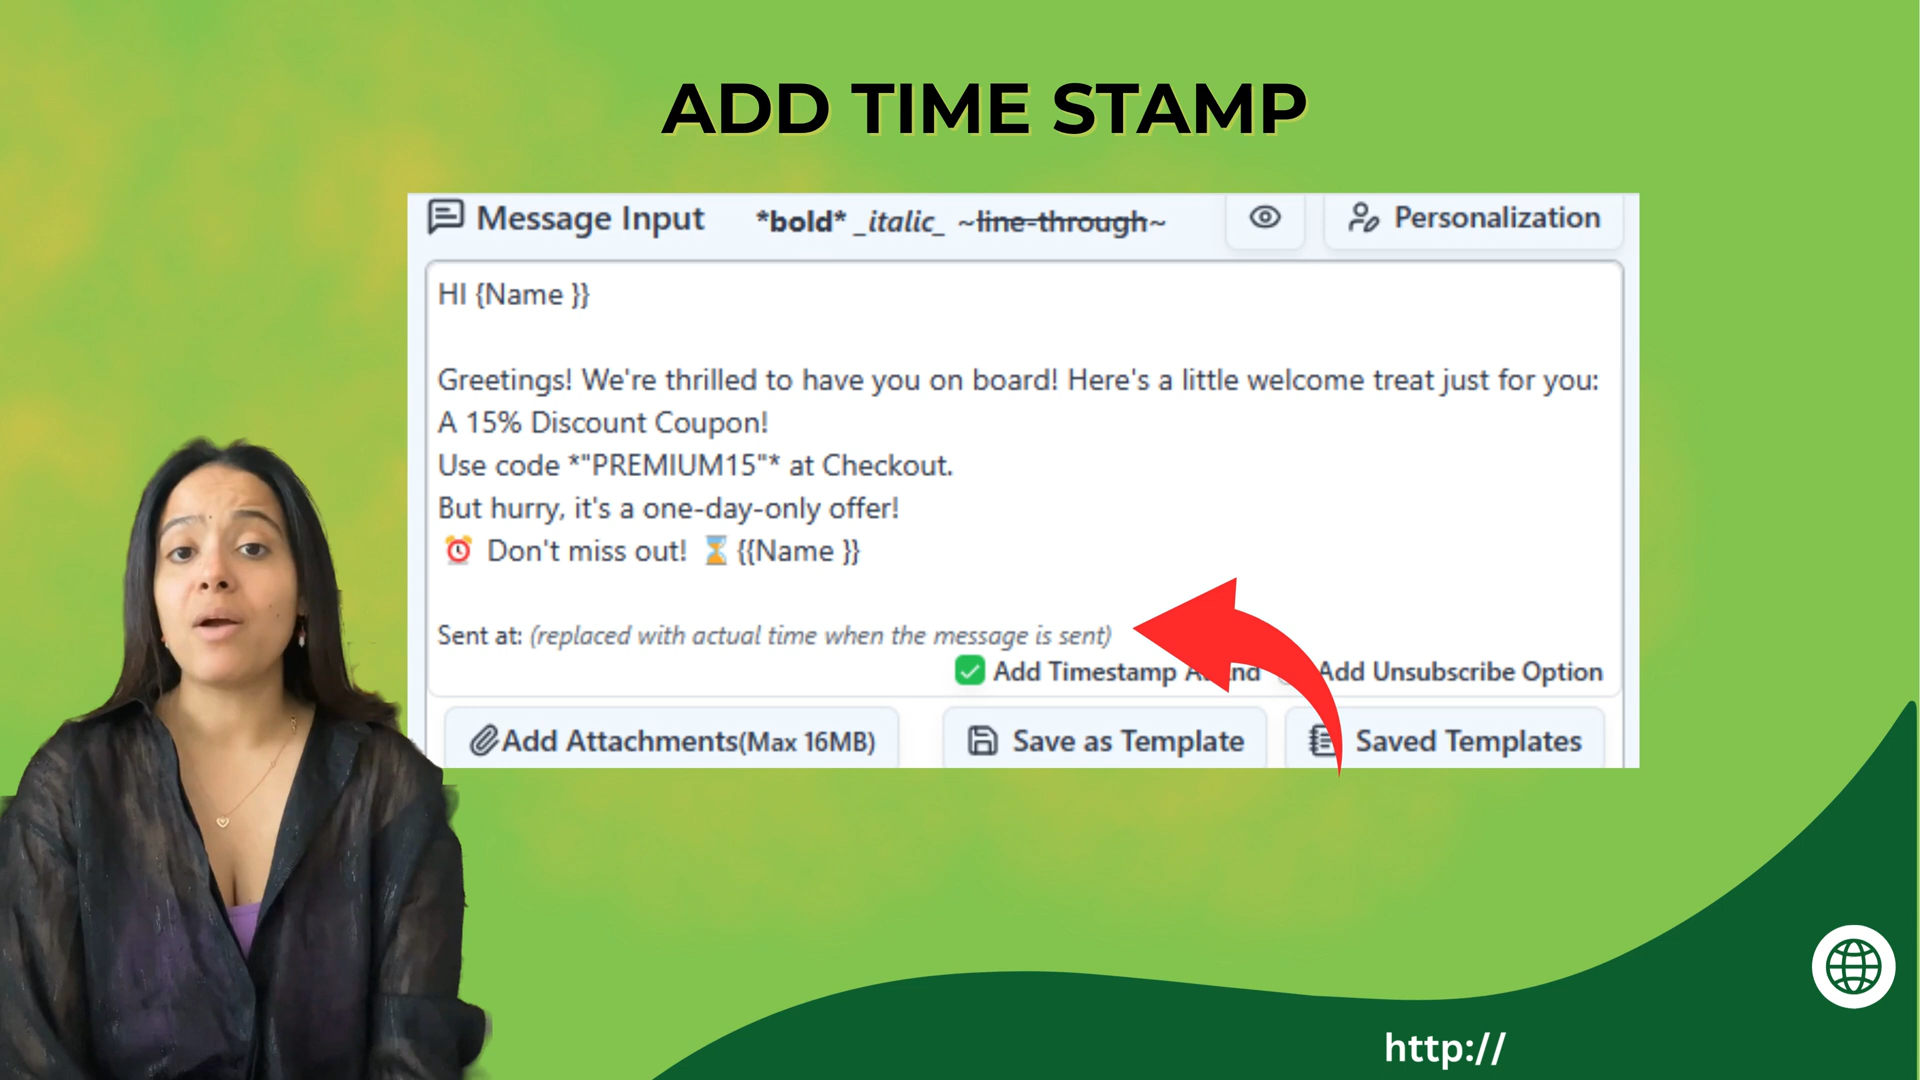 ADD TIME STAMP
Message Input *bold* _italic_ ~line-through~ Personalization
HI {Name }}
Greetings! We're thrilled to have you on board! Here's a little welcome treat just for you:
A 15% Discount Coupon!
Use code *"PREMIUM15"* at Checkout.
But hurry, it's a one-day-only offer!
⏰ Don't miss out! ⏳{{Name }}
Sent at: (replaced with actual time when the message is sent)
Add Timestamp Add Unsubscribe Option
Add Attachments(Max 16MB) Save as Template Saved Templates
http://